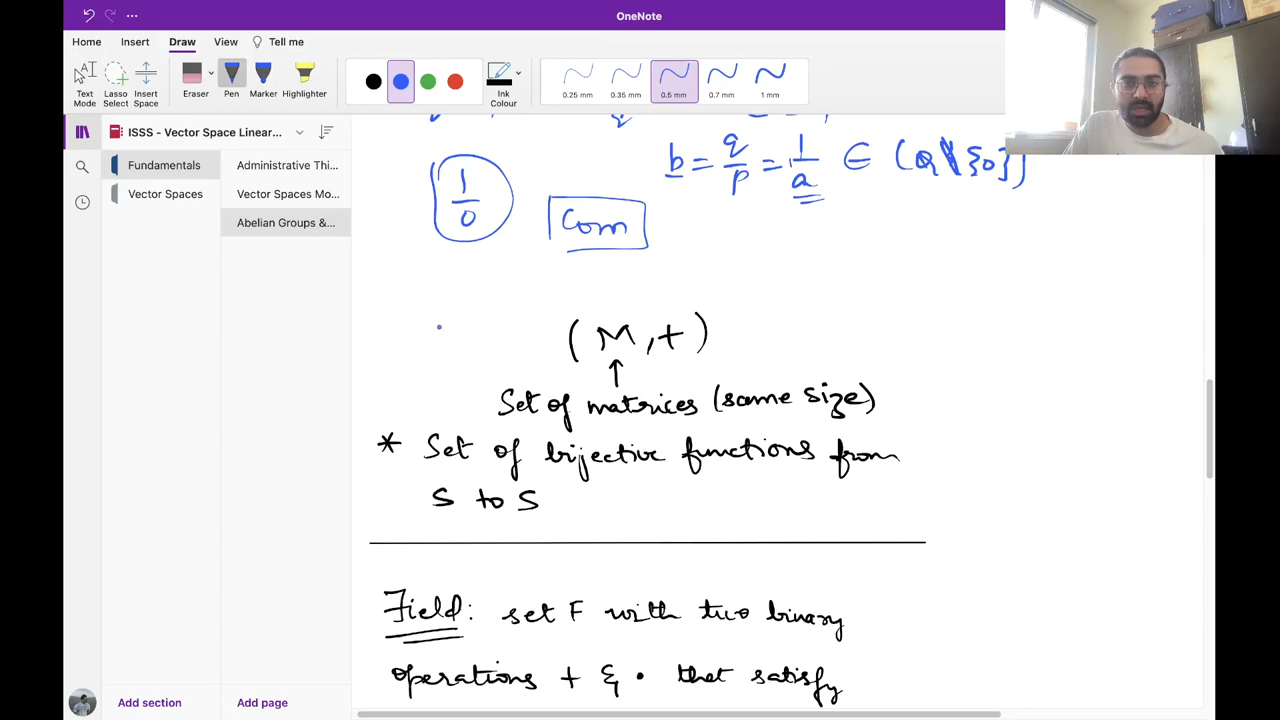 OneNote
Home Insert Draw View Tell me
Text Mode
Lasso Select
Insert Space
Eraser
Pen
Marker
Highlighter
Ink Colour
0.25 mm
0.35 mm
0.5 mm
0.7 mm
1 mm
ISSS - Vector Space Linear...
Fundamentals
Vector Spaces
Administrative Thi...
Vector Spaces Mo...
Abelian Groups &...
b = q/p = 1/a ∈ (Q \ {0})
1/0
Com
(M, +)
↑
Set of matrices (same size)
* Set of bijective functions from
S to S
Field: set F with two binary
operations + & • that satisfy
Add section
Add page